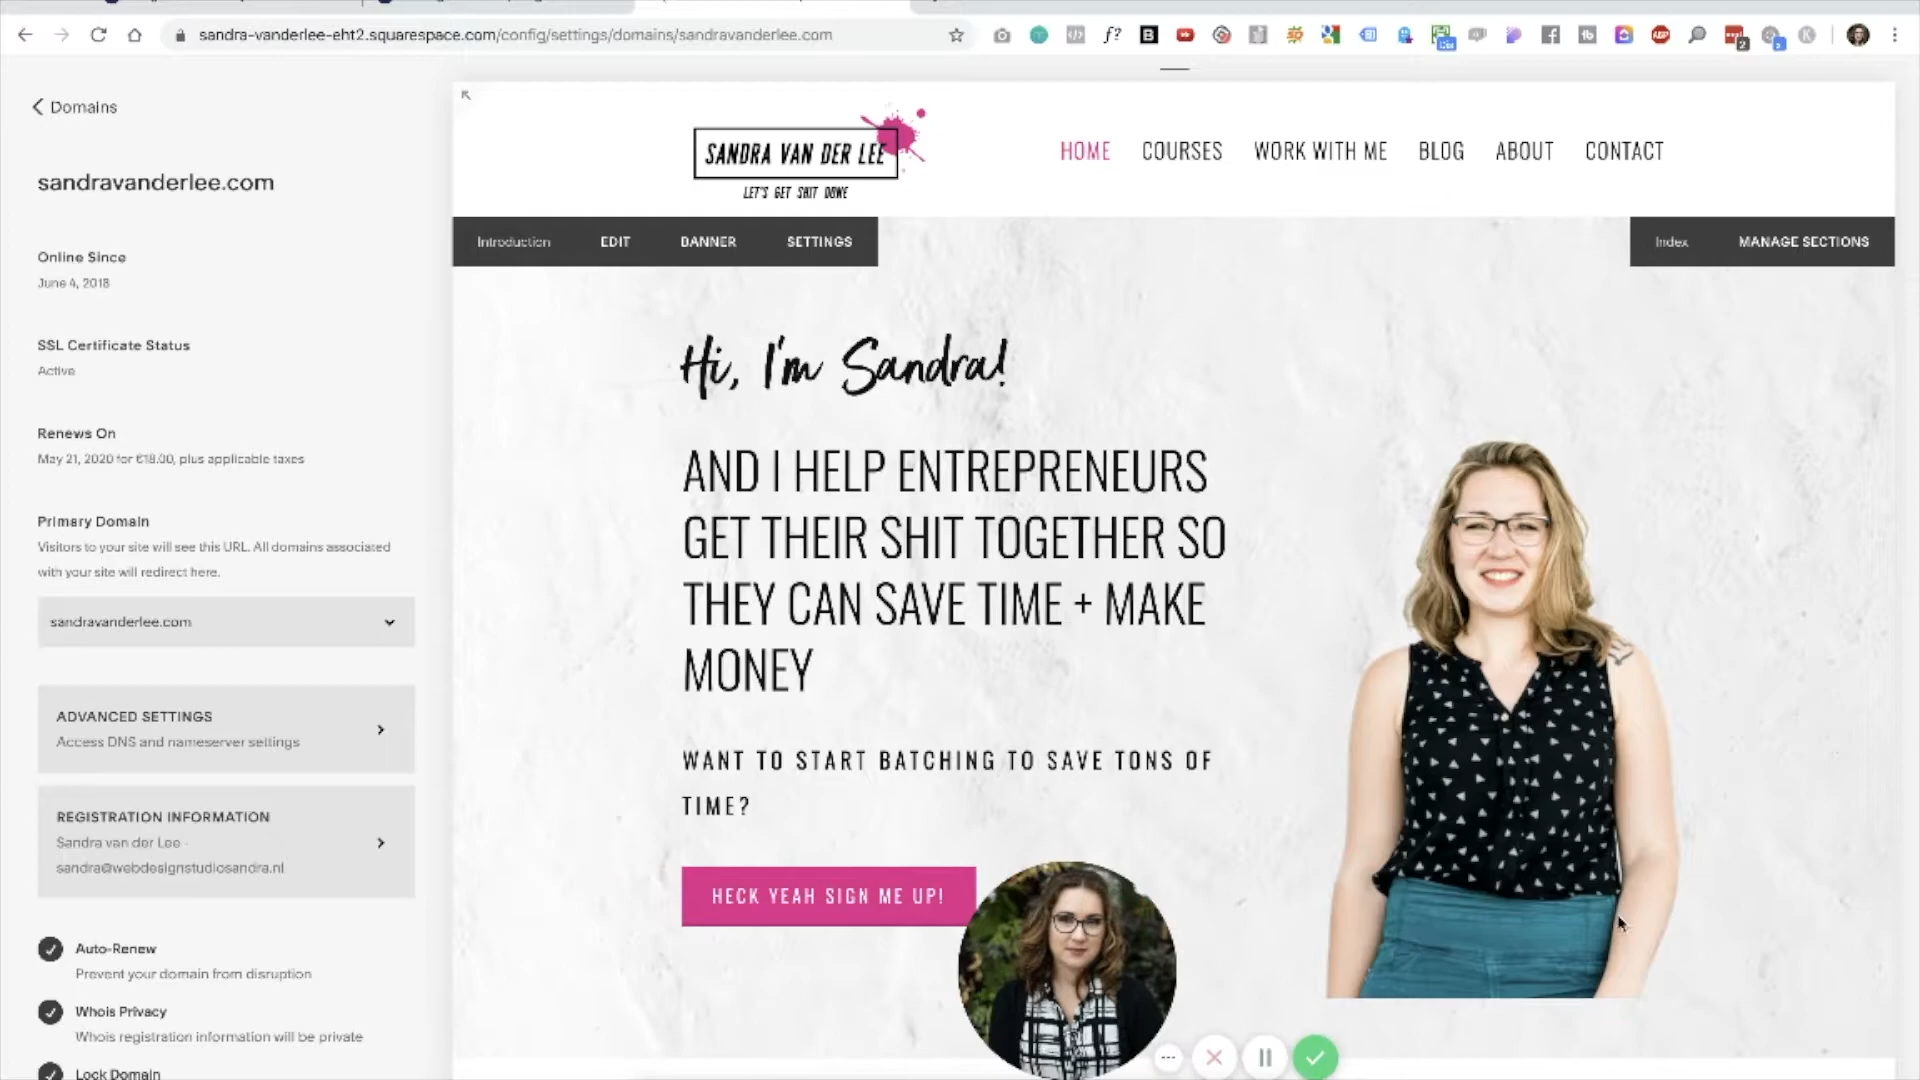 sandra-vanderlee-eht2.squarespace.com/config/settings/domains/sandravanderlee.com
f?
B
ABP
2
K
Domains
sandravanderlee.com
Online Since
June 4, 2018
SSL Certificate Status
Active
Renews On
May 21, 2020 for €18.00, plus applicable taxes
Primary Domain
Visitors to your site will see this URL. All domains associated
with your site will redirect here.
sandravanderlee.com
ADVANCED SETTINGS
Access DNS and nameserver settings
REGISTRATION INFORMATION
Sandra van der Lee -
sandra@webdesignstudiosandra.nl
Auto-Renew
Prevent your domain from disruption
Whois Privacy
Whois registration information will be private
Lock Domain
SANDRA VAN DER LEE
LET'S GET SHIT DONE
HOME COURSES WORK WITH ME BLOG ABOUT CONTACT
Introduction EDIT BANNER SETTINGS
Index MANAGE SECTIONS
Hi, I'm Sandra!
AND I HELP ENTREPRENEURS
GET THEIR SHIT TOGETHER SO
THEY CAN SAVE TIME + MAKE
MONEY
WANT TO START BATCHING TO SAVE TONS OF
TIME?
HECK YEAH SIGN ME UP!